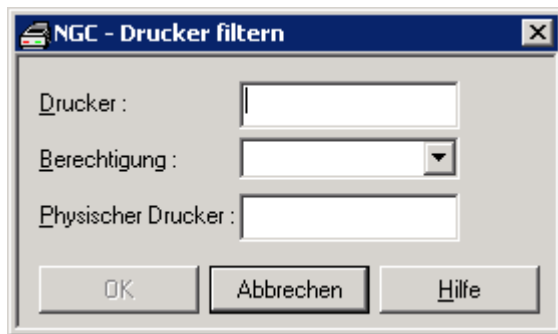 NGC - Drucker filtern
Drucker :
Berechtigung :
Physischer Drucker :
OK Abbrechen Hilfe